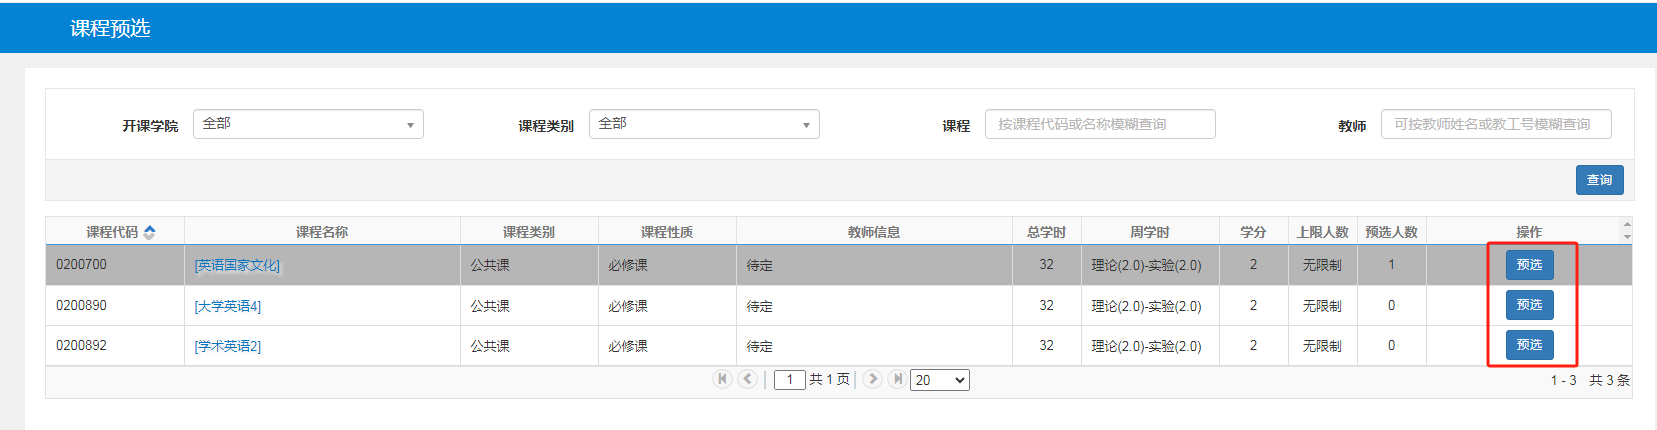 课程预选
开课学院 全部 课程类别 全部 课程 按课程代码或名称模糊查询 教师 可按教师姓名或教工号模糊查询
查询
课程代码 课程名称 课程类别 课程性质 教师信息 总学时 周学时 学分 上限人数 预选人数 操作
0200700 [英语国家文化] 公共课 必修课 待定 32 理论(2.0)-实验(2.0) 2 无限制 1 预选
0200890 [大学英语4] 公共课 必修课 待定 32 理论(2.0)-实验(2.0) 2 无限制 0 预选
0200892 [学术英语2] 公共课 必修课 待定 32 理论(2.0)-实验(2.0) 2 无限制 0 预选
1 共 1 页 20 1 - 3 共 3 条